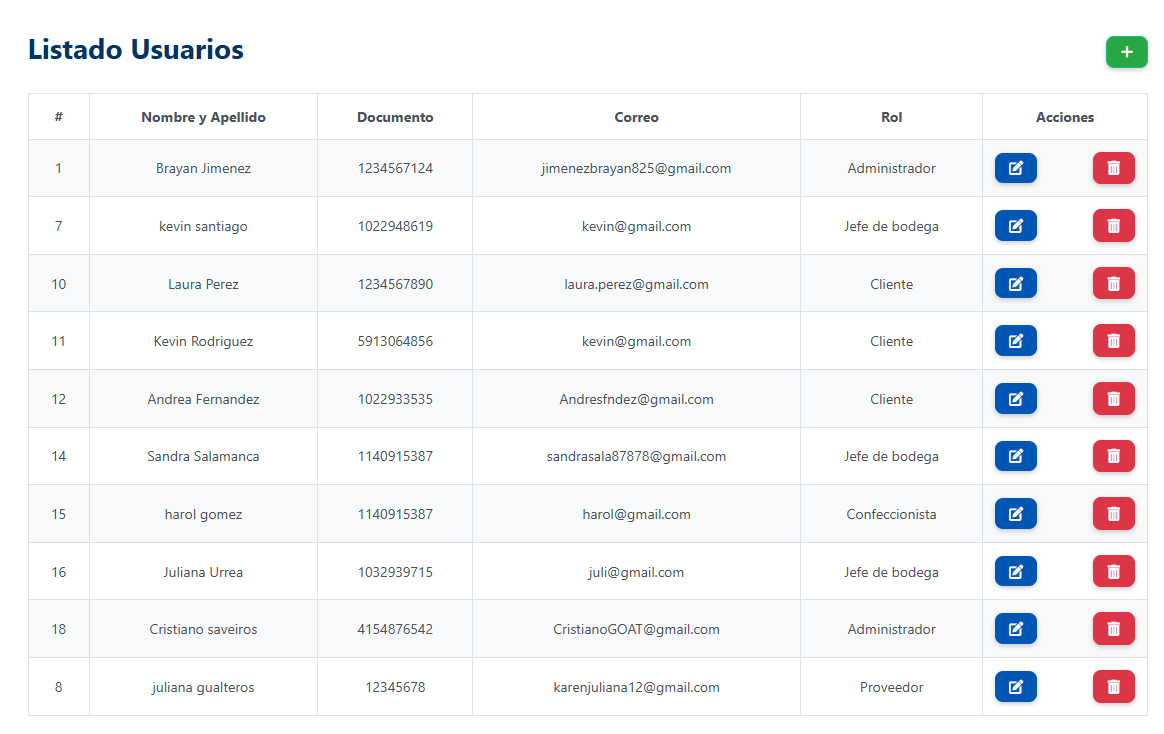 Listado Usuarios
+
# Nombre y Apellido Documento Correo Rol Acciones
1 Brayan Jimenez 1234567124 jimenezbrayan825@gmail.com Administrador
7 kevin santiago 1022948619 kevin@gmail.com Jefe de bodega
10 Laura Perez 1234567890 laura.perez@gmail.com Cliente
11 Kevin Rodriguez 5913064856 kevin@gmail.com Cliente
12 Andrea Fernandez 1022933535 Andresfndez@gmail.com Cliente
14 Sandra Salamanca 1140915387 sandrasala87878@gmail.com Jefe de bodega
15 harol gomez 1140915387 harol@gmail.com Confeccionista
16 Juliana Urrea 1032939715 juli@gmail.com Jefe de bodega
18 Cristiano saveiros 4154876542 CristianoGOAT@gmail.com Administrador
8 juliana gualteros 12345678 karenjuliana12@gmail.com Proveedor